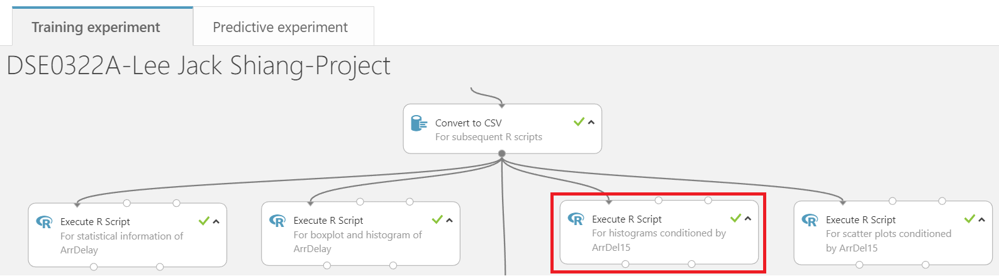 Training experiment
Predictive experiment
DSE0322A-Lee Jack Shiang-Project
Convert to CSV
For subsequent R scripts
R Execute R Script
For statistical information of
ArrDelay
R Execute R Script
For boxplot and histogram of
ArrDelay
R Execute R Script
For histograms conditioned by
ArrDel15
R Execute R Script
For scatter plots conditioned
by ArrDel15